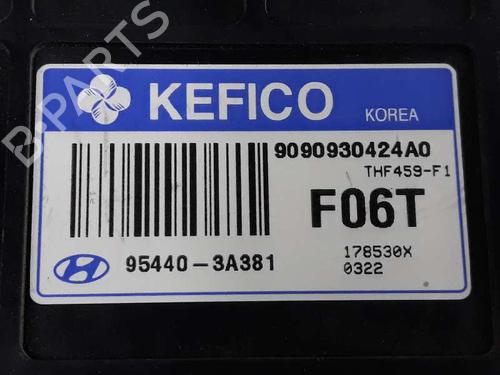 KEFICO
KOREA
9090930424A0
THF459-F1
F06T
95440-3A381
178530X
0322
B-PARTS